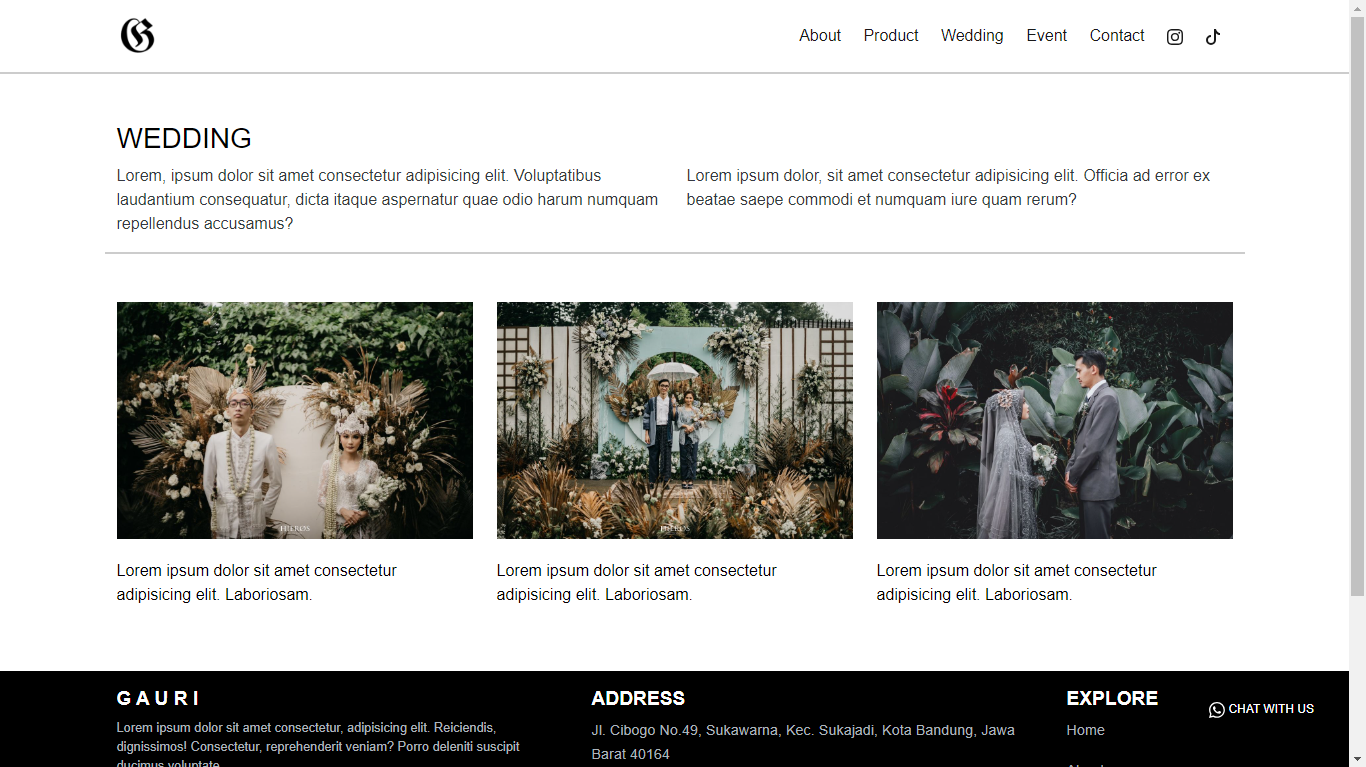 G
About Product Wedding Event Contact
WEDDING
Lorem, ipsum dolor sit amet consectetur adipisicing elit. Voluptatibus
laudantium consequatur, dicta itaque aspernatur quae odio harum numquam
repellendus accusamus?
Lorem ipsum dolor, sit amet consectetur adipisicing elit. Officia ad error ex
beatae saepe commodi et numquam iure quam rerum?
HIEROS
HIEROS
Lorem ipsum dolor sit amet consectetur
adipisicing elit. Laboriosam.
Lorem ipsum dolor sit amet consectetur
adipisicing elit. Laboriosam.
Lorem ipsum dolor sit amet consectetur
adipisicing elit. Laboriosam.
G A U R I
Lorem ipsum dolor sit amet consectetur, adipisicing elit. Reiciendis,
dignissimos! Consectetur, reprehenderit veniam? Porro deleniti suscipit
ducimus voluptate
ADDRESS
Jl. Cibogo No.49, Sukawarna, Kec. Sukajadi, Kota Bandung, Jawa
Barat 40164
EXPLORE
Home
CHAT WITH US